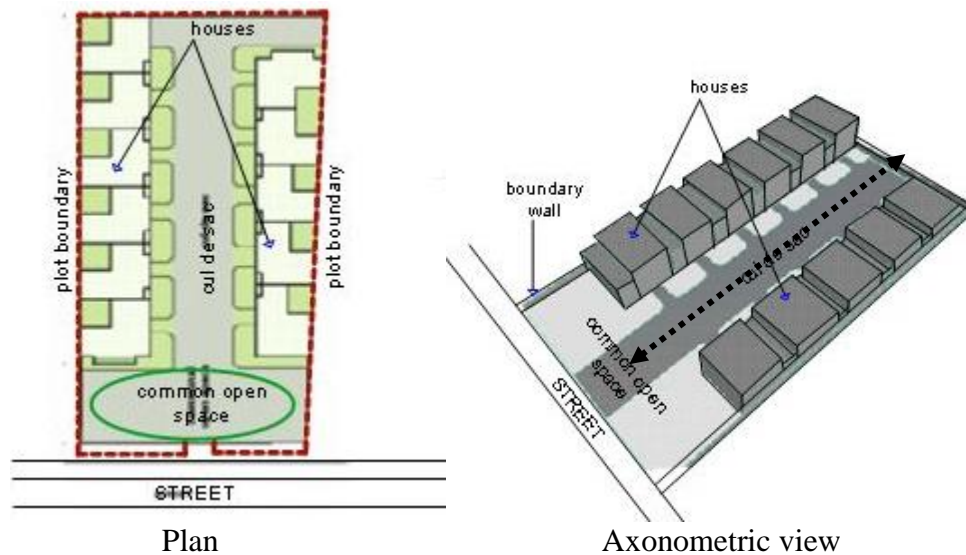 houses
plot boundary
cul de sac
plot boundary
common open
space
STREET
Plan
houses
boundary
wall
cul de sac
common open
space
STREET
Axonometric view